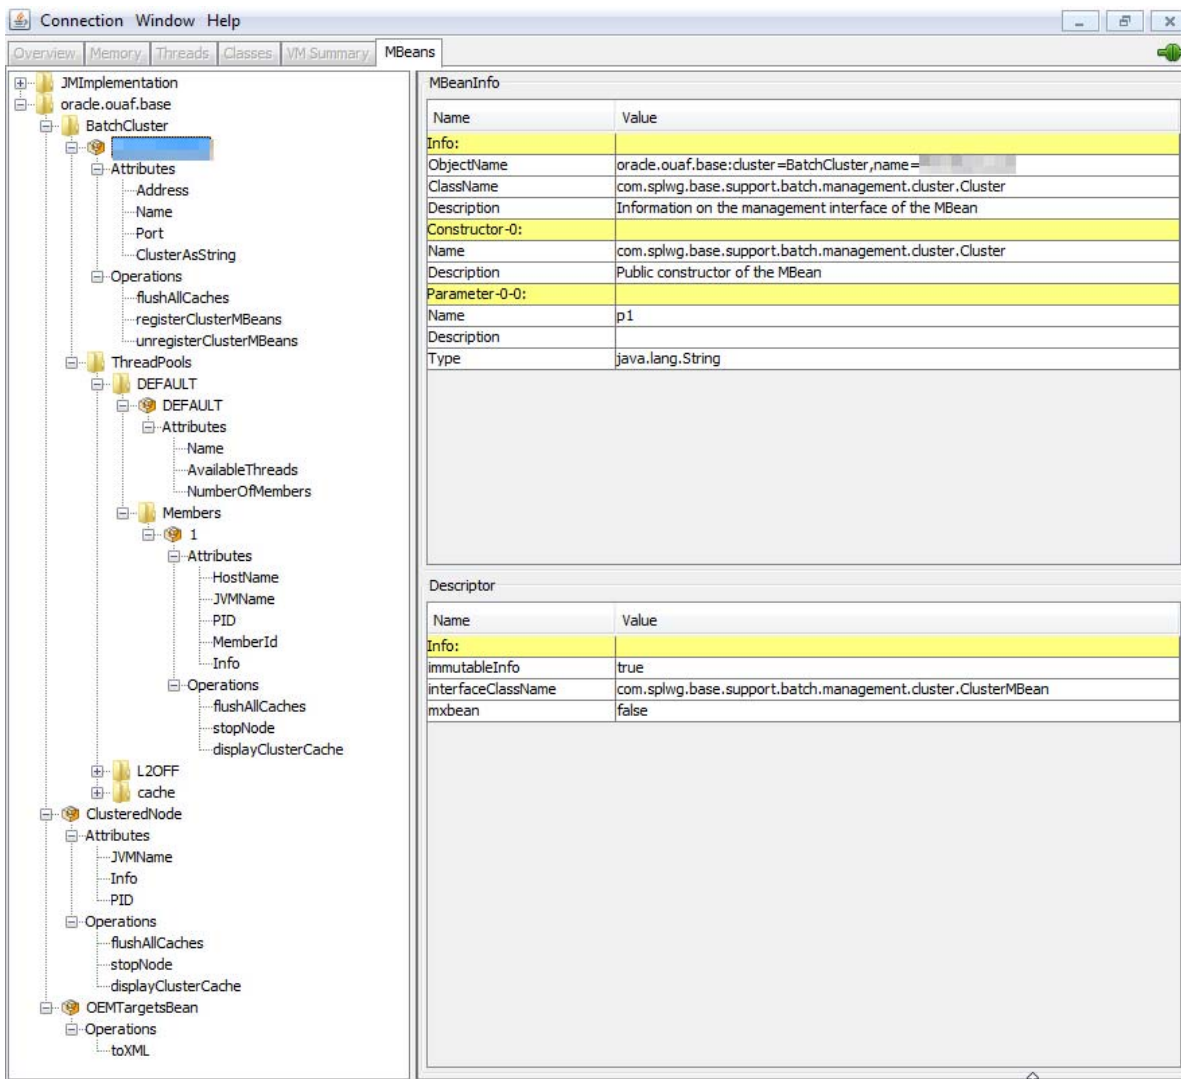 Connection Window Help
Overview Memory Threads Classes VM Summary MBeans
JMImplementation
oracle.ouaf.base
BatchCluster
Attributes
Address
Name
Port
ClusterAsString
Operations
flushAllCaches
registerClusterMBeans
unregisterClusterMBeans
ThreadPools
DEFAULT
DEFAULT
Attributes
Name
AvailableThreads
NumberOfMembers
Members
1
Attributes
HostName
JVMName
PID
MemberId
Info
Operations
flushAllCaches
stopNode
displayClusterCache
L2OFF
cache
ClusteredNode
Attributes
JVMName
Info
PID
Operations
flushAllCaches
stopNode
displayClusterCache
OEMTargetsBean
Operations
toXML
MBeanInfo
Name Value
Info:
ObjectName oracle.ouaf.base:cluster=BatchCluster,name=
ClassName com.splwg.base.support.batch.management.cluster.Cluster
Description Information on the management interface of the MBean
Constructor-0:
Name com.splwg.base.support.batch.management.cluster.Cluster
Description Public constructor of the MBean
Parameter-0-0:
Name p1
Description
Type java.lang.String
Descriptor
Name Value
Info:
immutableInfo true
interfaceClassName com.splwg.base.support.batch.management.cluster.ClusterMBean
mxbean false